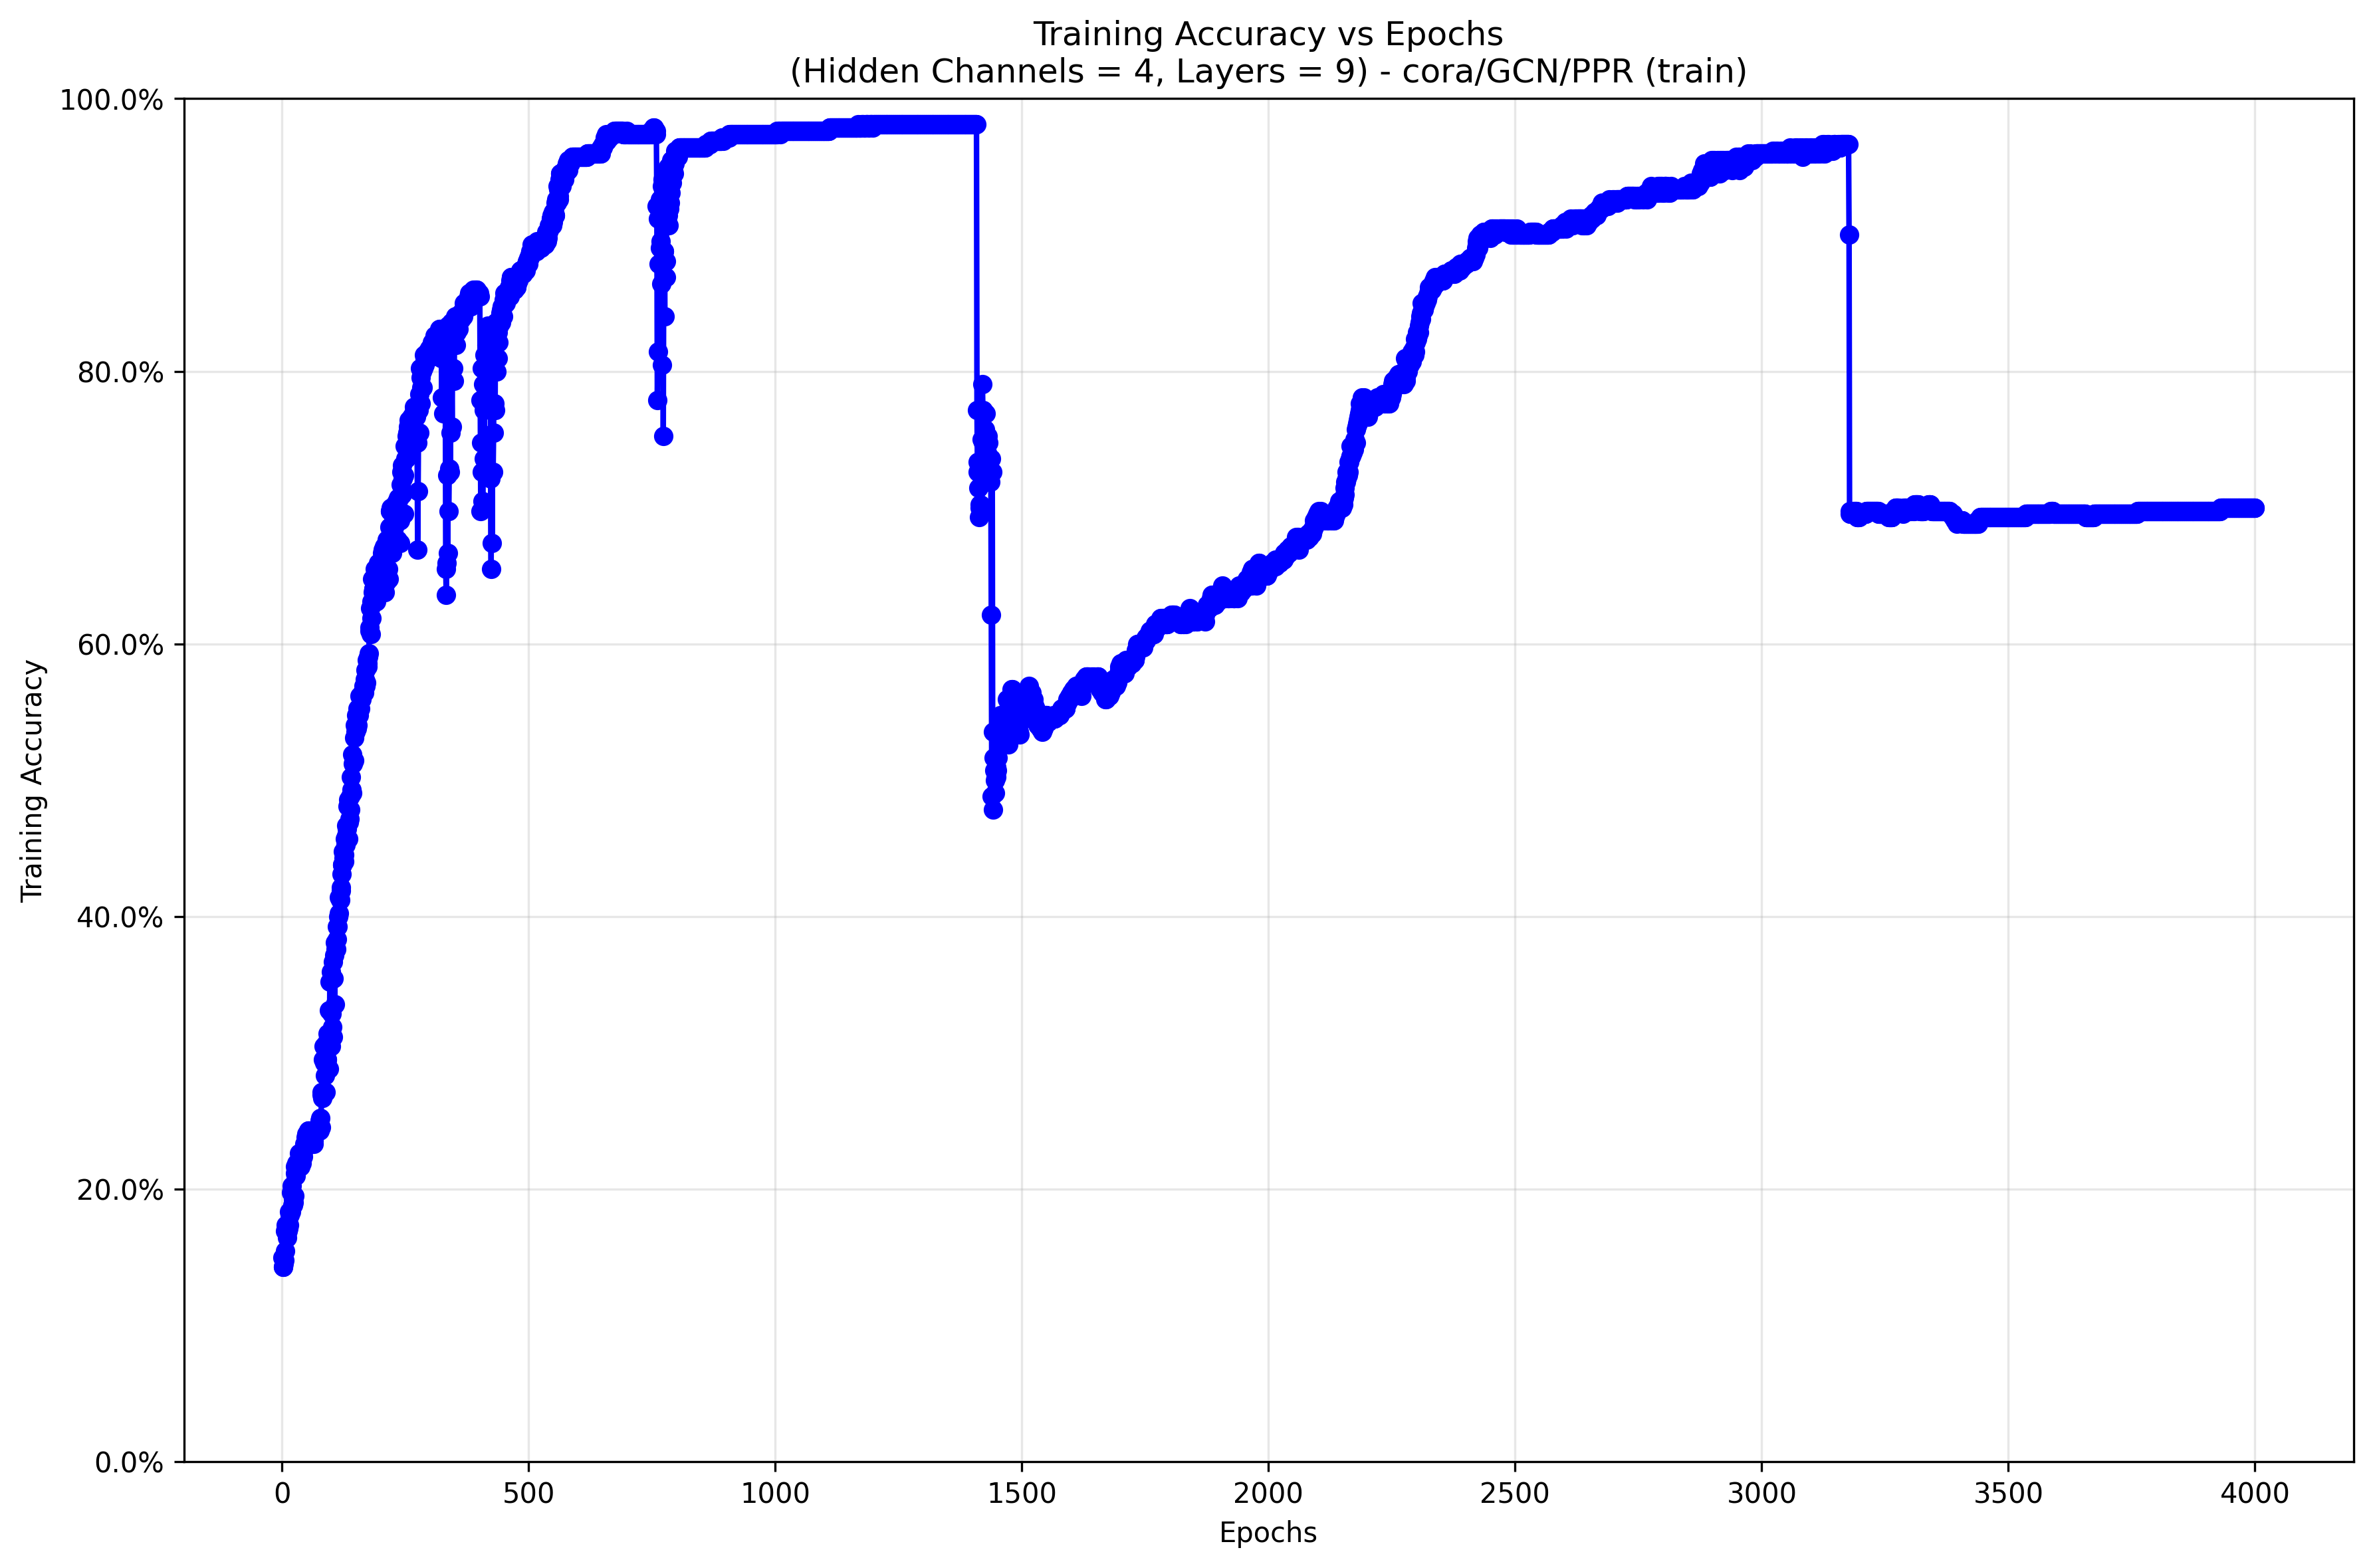 Training Accuracy vs Epochs
(Hidden Channels = 4, Layers = 9) - cora/GCN/PPR (train)
100.0%
80.0%
60.0%
40.0%
20.0%
0.0%
Training Accuracy
0 500 1000 1500 2000 2500 3000 3500 4000
Epochs